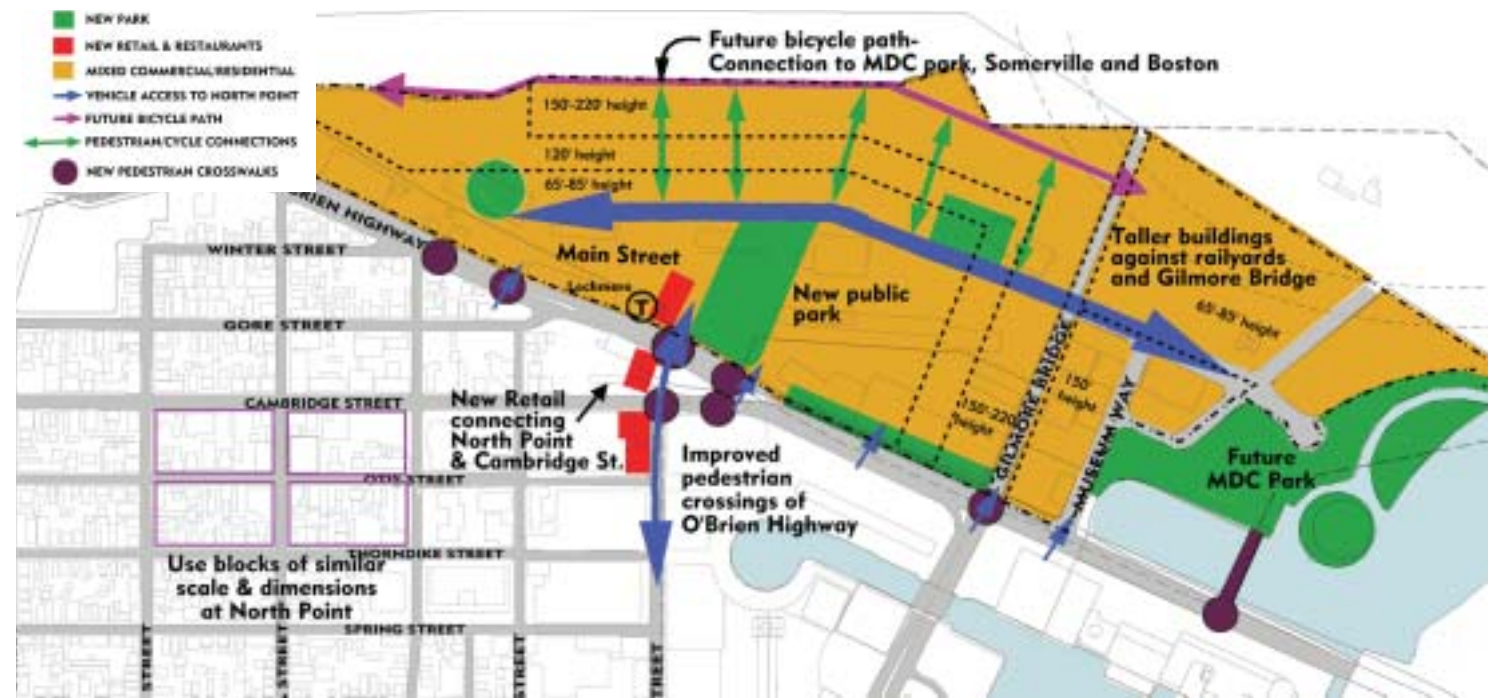 NEW PARK
NEW RETAIL & RESTAURANTS
MIXED COMMERCIAL/RESIDENTIAL
VEHICLE ACCESS TO NORTH POINT
FUTURE BICYCLE PATH
PEDESTRIAN/CYCLE CONNECTIONS
NEW PEDESTRIAN CROSSWALKS
Future bicycle path-
Connection to MDC park, Somerville and Boston
150'-220' height
120' height
65'-85' height
RIEN HIGHWAY
WINTER STREET
Main Street
Lechmere
T
GORE STREET
New public
park
Taller buildings
against railyards
and Gilmore Bridge
65'-85' height
GILMORE BRIDGE
150'
height
150'-220'
height
MUSEUM WAY
CAMBRIDGE STREET
New Retail
connecting
North Point
& Cambridge St.
Improved
pedestrian
crossings of
O'Brien Highway
Future
MDC Park
OTIS STREET
THORNDIKE STREET
Use blocks of similar
scale & dimensions
at North Point
SPRING STREET
STREET
STREET
STREET
TREET